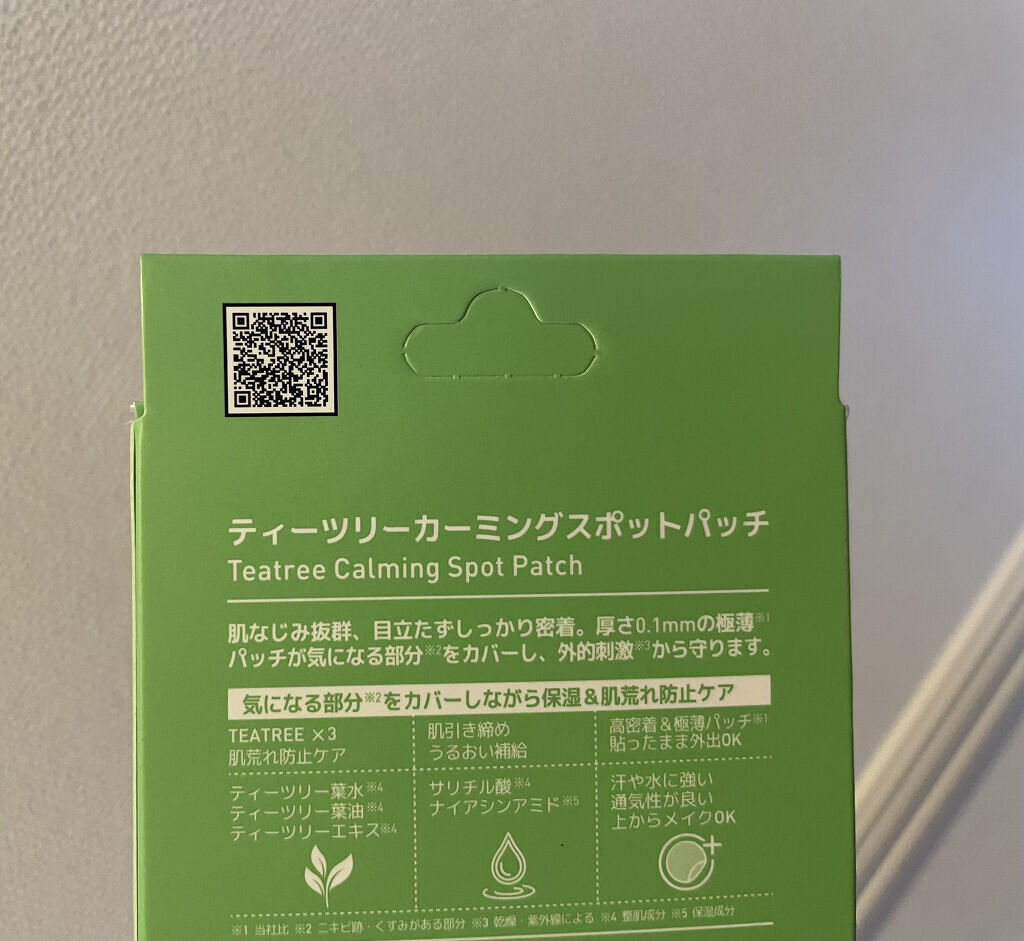 ティーツリーカーミングスポットパッチ
Teatree Calming Spot Patch
肌なじみ抜群、目立たずしっかり密着。厚さ0.1mmの極薄※1
パッチが気になる部分※2をカバーし、外的刺激※3から守ります。
気になる部分※2をカバーしながら保湿＆肌荒れ防止ケア
TEATREE ×3
肌荒れ防止ケア
肌引き締め
うるおい補給
高密着＆極薄パッチ※1
貼ったまま外出OK
ティーツリー葉水※4
ティーツリー葉油※4
ティーツリーエキス※4
サリチル酸※4
ナイアシンアミド※5
汗や水に強い
通気性が良い
上からメイクOK
※1 当社比 ※2 ニキビ跡・くすみがある部分 ※3 乾燥・紫外線による ※4 整肌成分 ※5 保湿成分